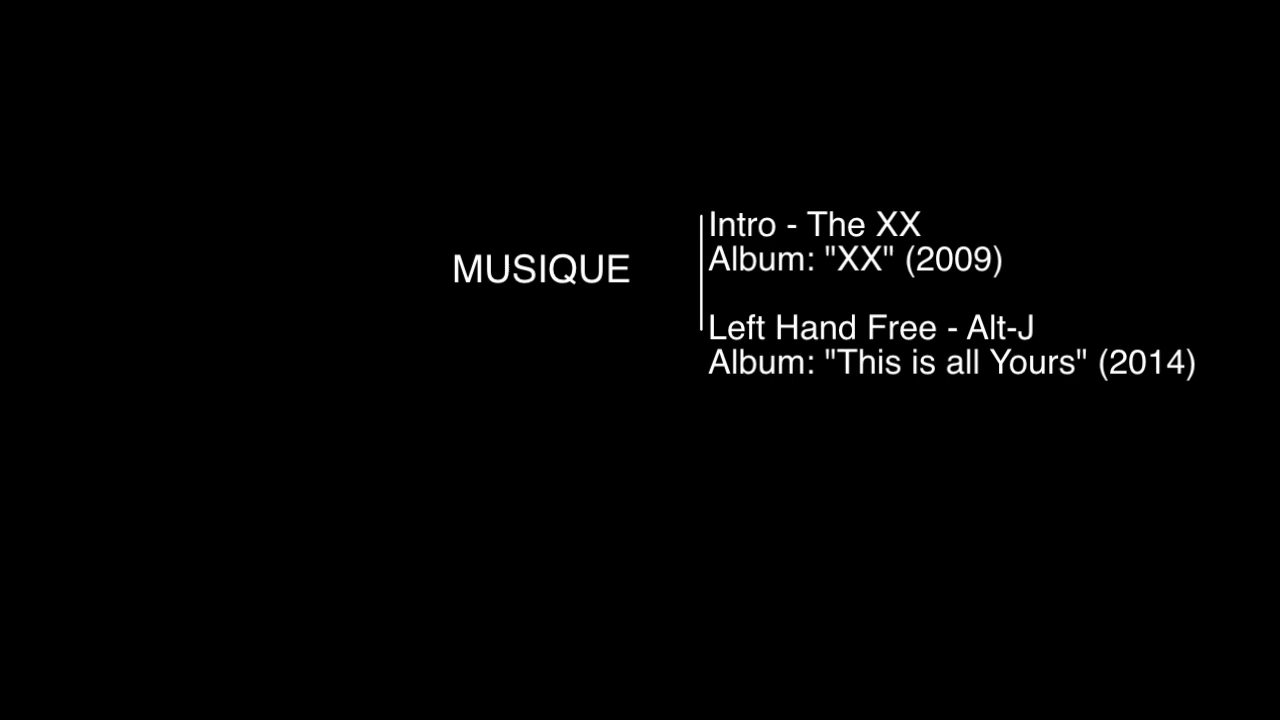 MUSIQUE
Intro - The XX
Album: "XX" (2009)
Left Hand Free - Alt-J
Album: "This is all Yours" (2014)